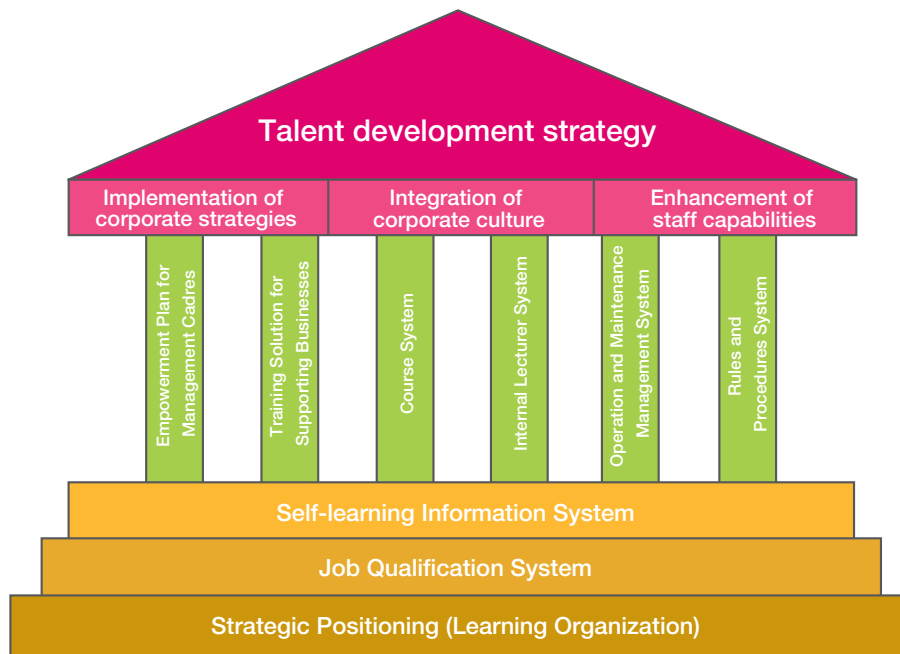 Talent development strategy
Implementation of
corporate strategies
Integration of
corporate culture
Enhancement of
staff capabilities
Empowerment Plan for
Management Cadres
Training Solution for
Supporting Businesses
Course System
Internal Lecturer System
Operation and Maintenance
Management System
Rules and
Procedures System
Self-learning Information System
Job Qualification System
Strategic Positioning (Learning Organization)